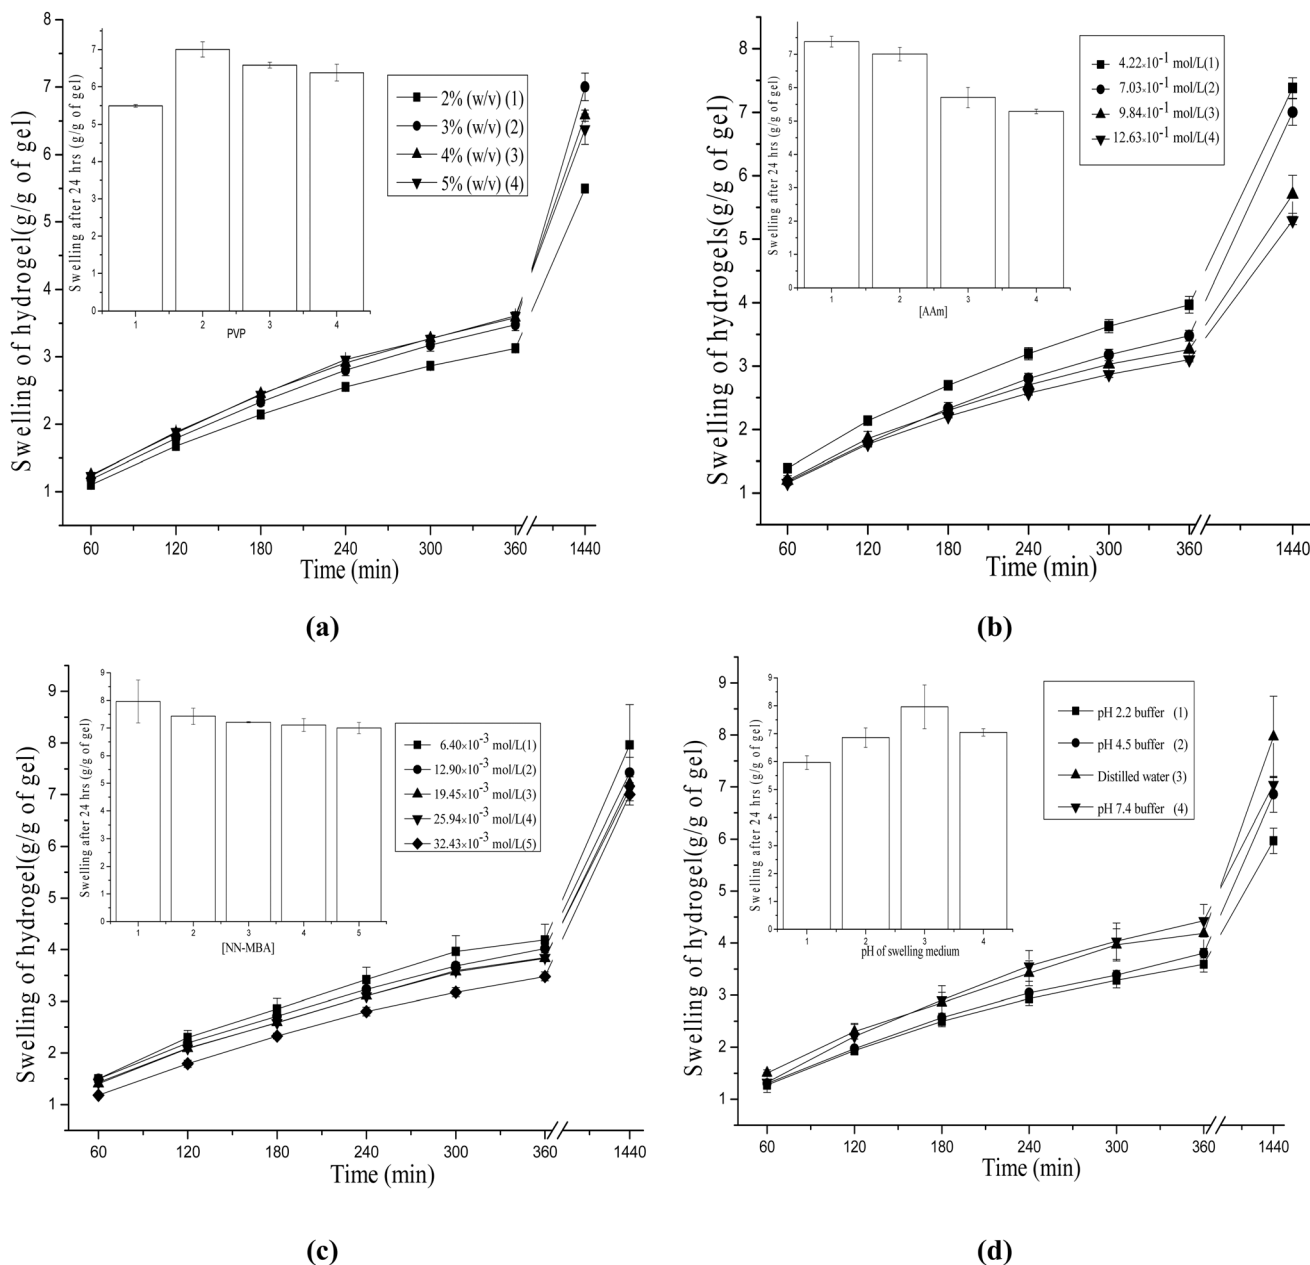 8
7
6
5
4
3
2
1
Swelling of hydrogel(g/g of gel)
60 120 180 240 300 360 1440
Time (min)
7
6
5
4
3
2
1
0
Swelling after 24 hrs (g/g of gel)
1 2 3 4
PVP
2% (w/v) (1)
3% (w/v) (2)
4% (w/v) (3)
5% (w/v) (4)
(a)
8
7
6
5
4
3
2
1
Swelling of hydrogels(g/g of gel)
60 120 180 240 300 360 1440
Time (min)
7
6
5
4
3
2
1
0
Swelling after 24 hrs (g/g of gel)
1 2 3 4
[AAm]
4.22×10⁻¹ mol/L(1)
7.03×10⁻¹ mol/L(2)
9.84×10⁻¹ mol/L(3)
12.63×10⁻¹ mol/L(4)
(b)
9
8
7
6
5
4
3
2
1
Swelling of hydrogel(g/g of gel)
60 120 180 240 300 360 1440
Time (min)
9
8
7
6
5
4
3
2
1
0
Swelling after 24 hrs (g/g of gel)
1 2 3 4 5
[NN-MBA]
6.40×10⁻³ mol/L(1)
12.90×10⁻³ mol/L(2)
19.45×10⁻³ mol/L(3)
25.94×10⁻³ mol/L(4)
32.43×10⁻³ mol/L(5)
(c)
9
8
7
6
5
4
3
2
1
Swelling of hydrogel(g/g of gel)
60 120 180 240 300 360 1440
Time (min)
9
8
7
6
5
4
3
2
1
0
Swelling after 24 hrs (g/g of gel)
1 2 3 4
pH of swelling medium
pH 2.2 buffer (1)
pH 4.5 buffer (2)
Distilled water (3)
pH 7.4 buffer (4)
(d)